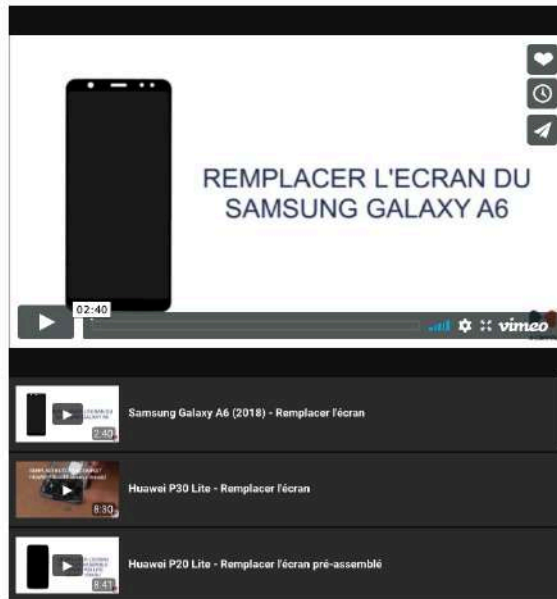 REMPLACER L'ECRAN DU
SAMSUNG GALAXY A6
02:40
vimeo
Samsung Galaxy A6 (2018) - Remplacer l'écran
2:40
Huawei P30 Lite - Remplacer l'écran
8:30
Huawei P20 Lite - Remplacer l'écran pré-assemblé
8:41